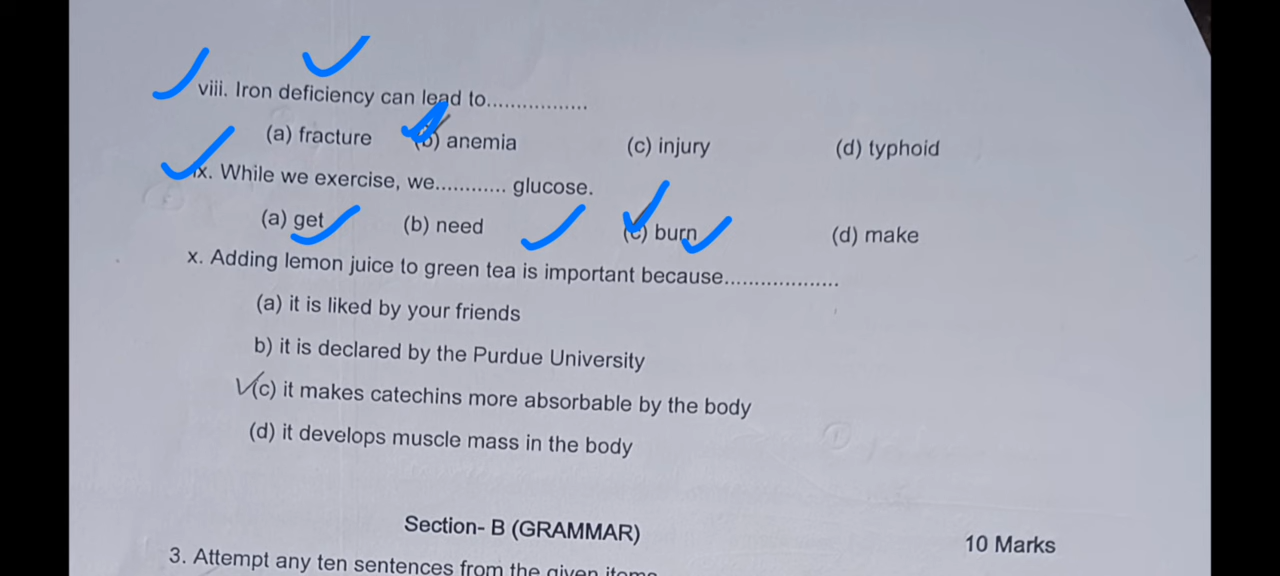 viii. Iron deficiency can lead to.................
(a) fracture (b) anemia (c) injury (d) typhoid
ix. While we exercise, we............ glucose.
(a) get (b) need (c) burn (d) make
x. Adding lemon juice to green tea is important because...................
(a) it is liked by your friends
b) it is declared by the Purdue University
(c) it makes catechins more absorbable by the body
(d) it develops muscle mass in the body
Section- B (GRAMMAR) 10 Marks
3. Attempt any ten sentences from the given items